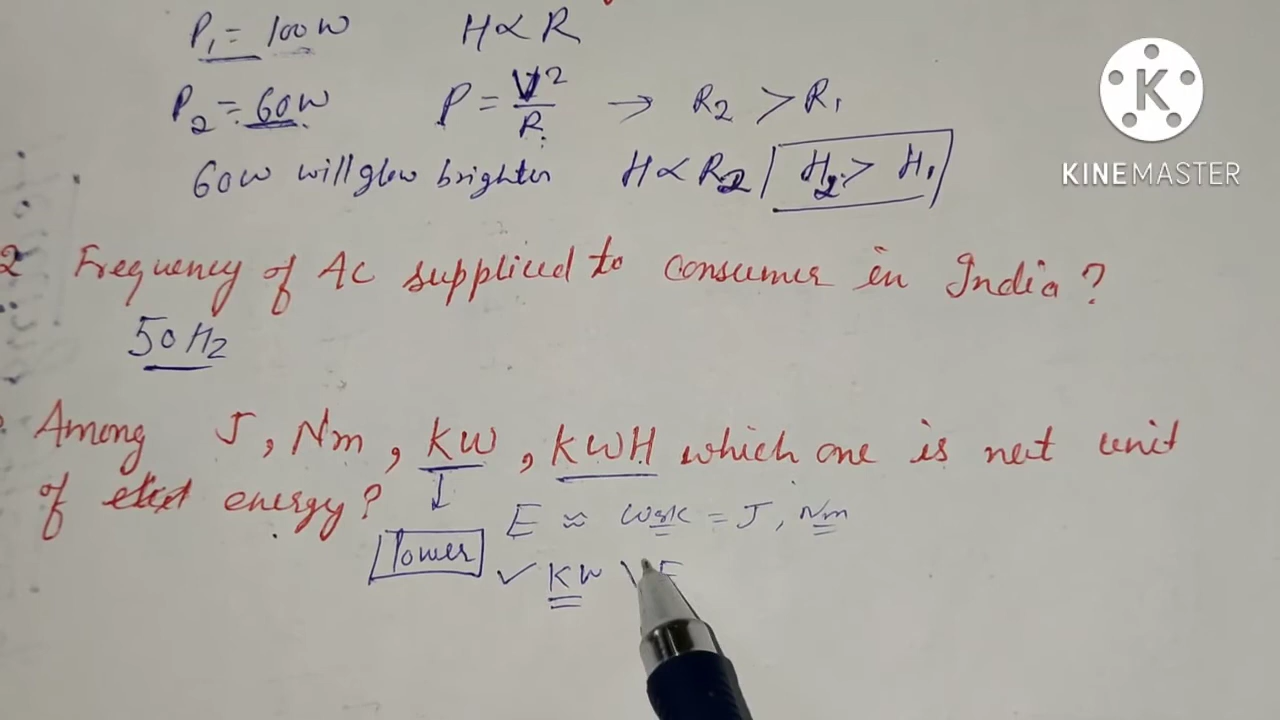 P₁ = 100W H∝R
P₂ = 60W P = V²/R → R₂ > R₁
60W will glow brighter H∝R₂ H₂ > H₁
K
KINEMASTER
2 Frequency of AC supplied to consumer in India?
50Hz
Among J, Nm, KW, KWH which one is not unit
of energy?
E ≈ Work = J, Nm
Power
✓ KW